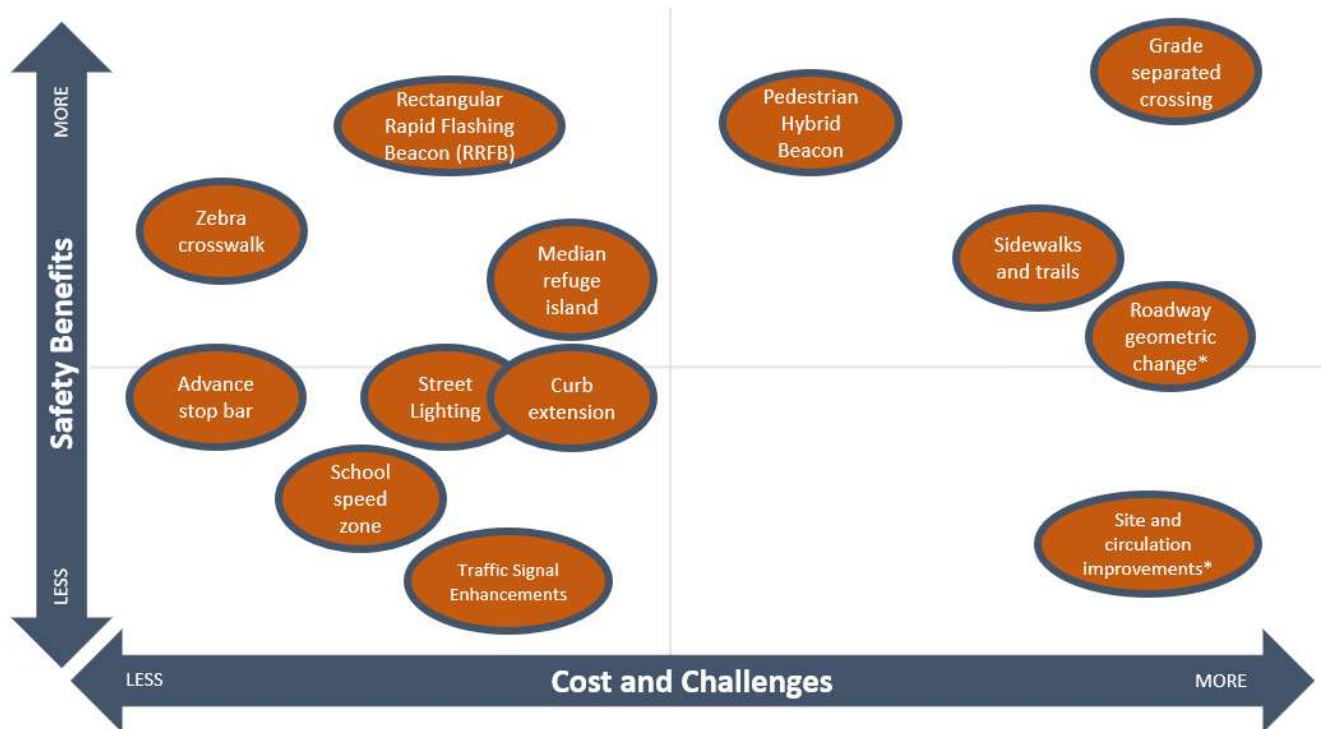 MORE
Safety Benefits
LESS
Rectangular
Rapid Flashing
Beacon (RRFB)
Pedestrian
Hybrid
Beacon
Grade
separated
crossing
Zebra
crosswalk
Median
refuge
island
Sidewalks
and trails
Roadway
geometric
change*
Advance
stop bar
Street
Lighting
Curb
extension
School
speed
zone
Traffic Signal
Enhancements
Site and
circulation
improvements*
LESS
Cost and Challenges
MORE